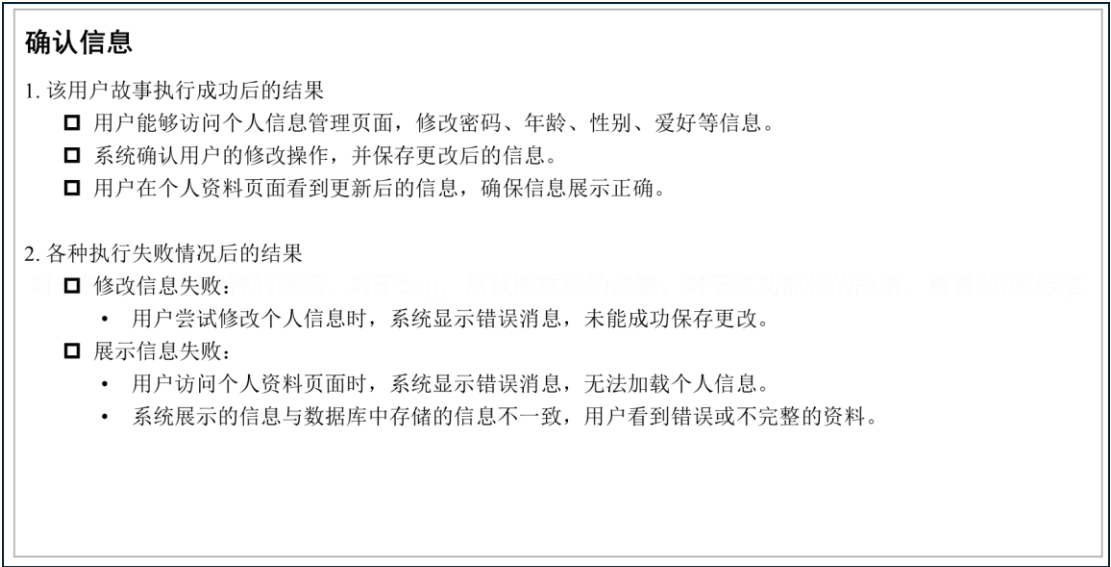 确认信息
1. 该用户故事执行成功后的结果
用户能够访问个人信息管理页面，修改密码、年龄、性别、爱好等信息。
系统确认用户的修改操作，并保存更改后的信息。
用户在个人资料页面看到更新后的信息，确保信息展示正确。
2. 各种执行失败情况后的结果
修改信息失败：
• 用户尝试修改个人信息时，系统显示错误消息，未能成功保存更改。
展示信息失败：
• 用户访问个人资料页面时，系统显示错误消息，无法加载个人信息。
• 系统展示的信息与数据库中存储的信息不一致，用户看到错误或不完整的资料。